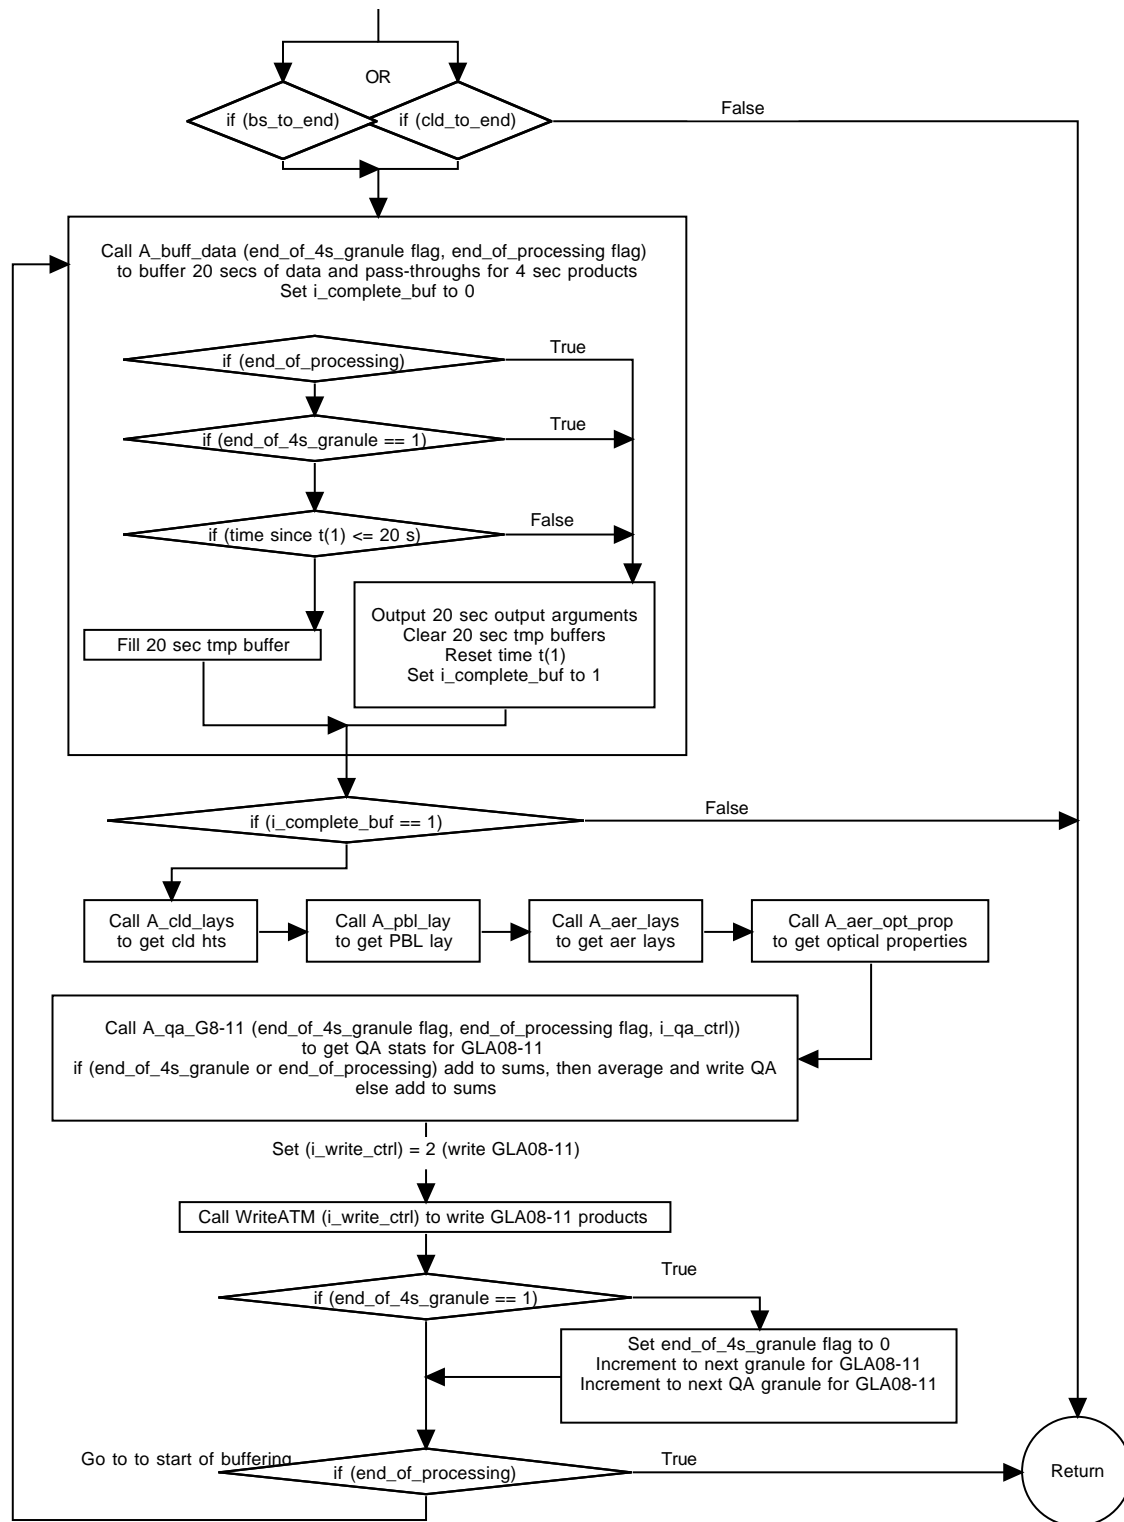 OR
if (bs_to_end)
if (cld_to_end)
False
Call A_buff_data (end_of_4s_granule flag, end_of_processing flag)
to buffer 20 secs of data and pass-throughs for 4 sec products
Set i_complete_buf to 0
if (end_of_processing)
True
if (end_of_4s_granule == 1)
True
if (time since t(1) <= 20 s)
False
Fill 20 sec tmp buffer
Output 20 sec output arguments
Clear 20 sec tmp buffers
Reset time t(1)
Set i_complete_buf to 1
if (i_complete_buf == 1)
False
Call A_cld_lays
to get cld hts
Call A_pbl_lay
to get PBL lay
Call A_aer_lays
to get aer lays
Call A_aer_opt_prop
to get optical properties
Call A_qa_G8-11 (end_of_4s_granule flag, end_of_processing flag, i_qa_ctrl))
to get QA stats for GLA08-11
if (end_of_4s_granule or end_of_processing) add to sums, then average and write QA
else add to sums
Set (i_write_ctrl) = 2 (write GLA08-11)
Call WriteATM (i_write_ctrl) to write GLA08-11 products
if (end_of_4s_granule == 1)
True
Set end_of_4s_granule flag to 0
Increment to next granule for GLA08-11
Increment to next QA granule for GLA08-11
Go to to start of buffering
if (end_of_processing)
True
Return